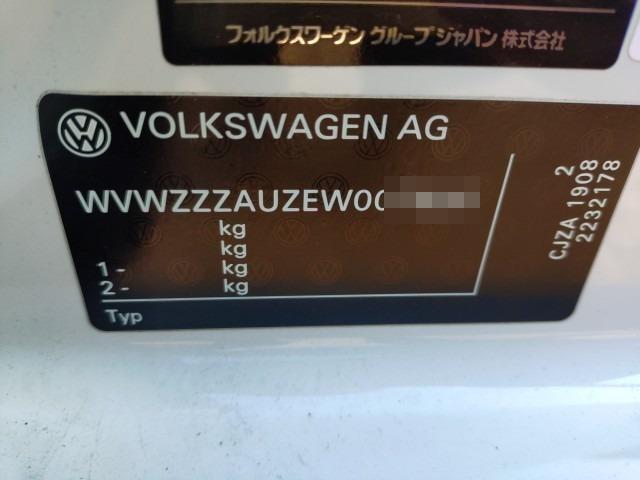 フォルクスワーゲン グループ ジャパン 株式会社
VOLKSWAGEN AG
WVWZZZAUZEW00
kg
kg
1 - kg
2 - kg
Typ
2
CJZA 1908
2232178